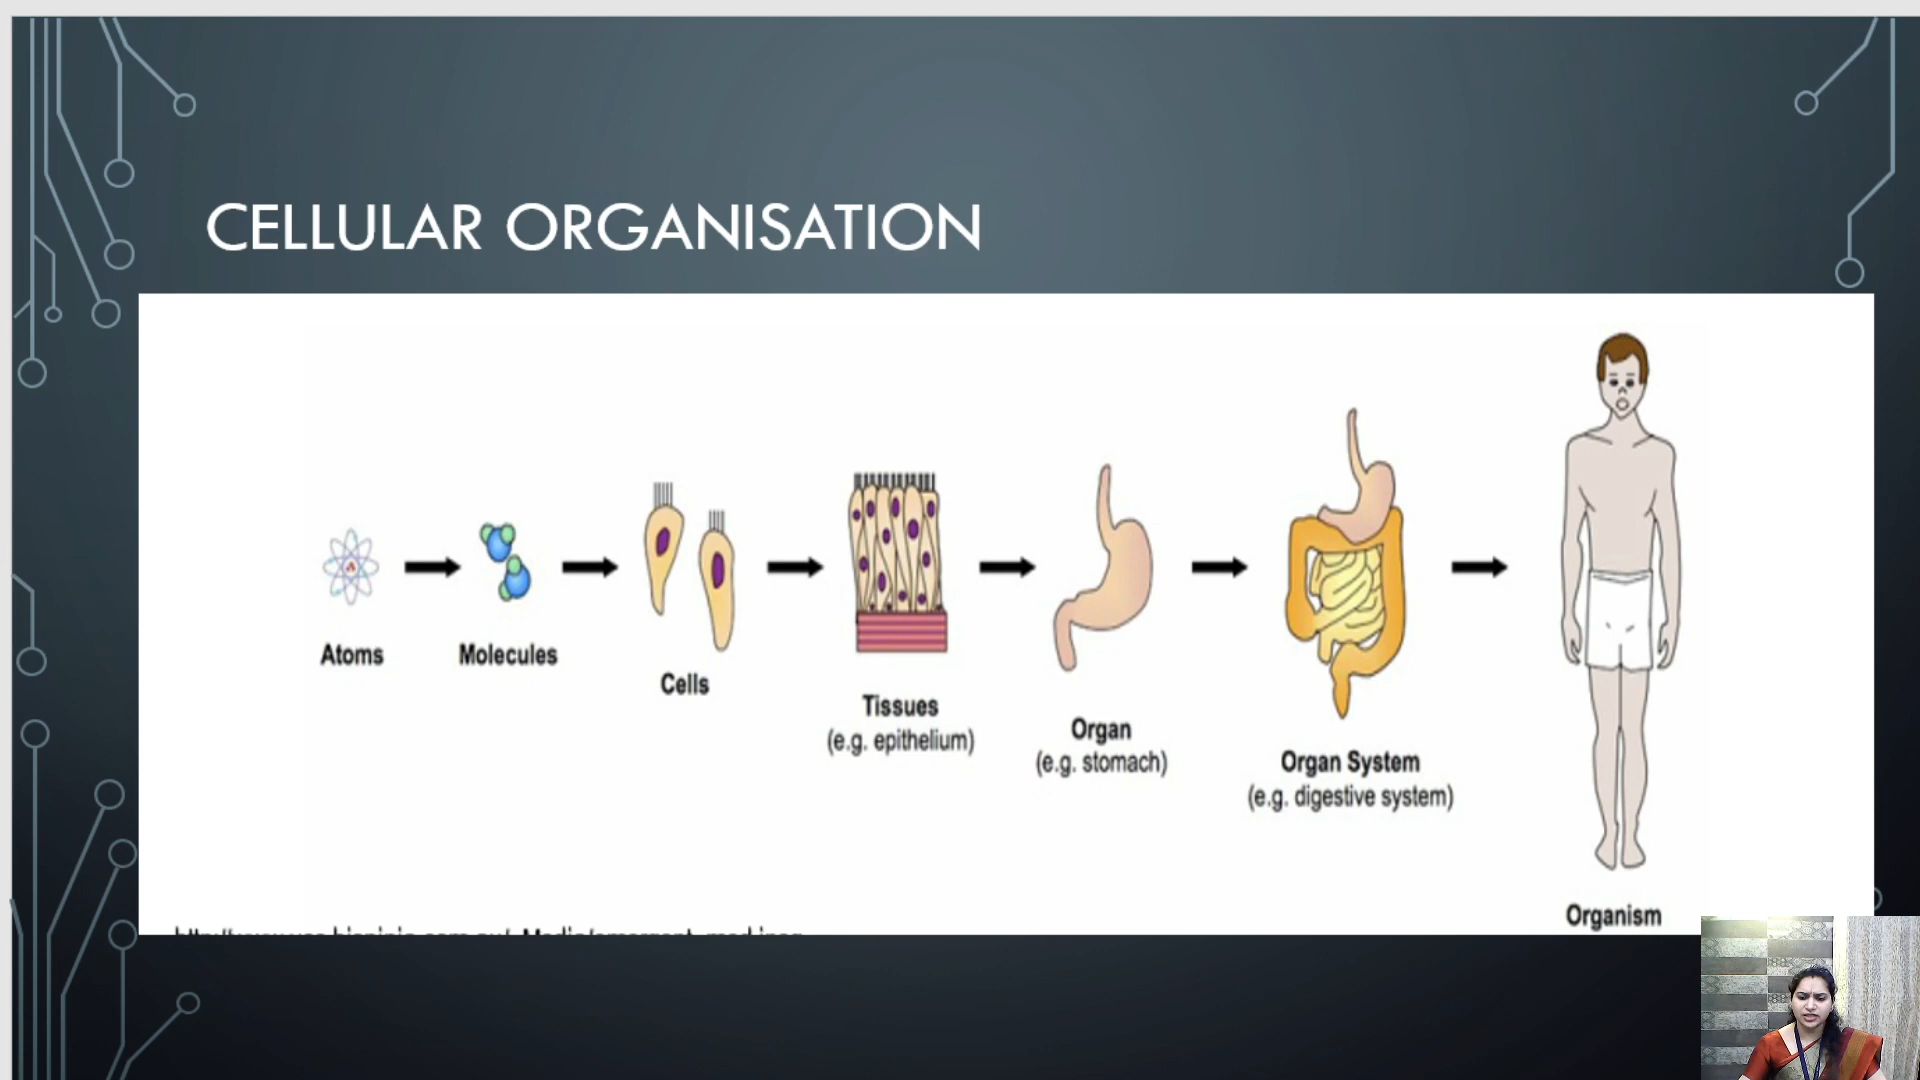 CELLULAR ORGANISATION
Atoms
Molecules
Cells
Tissues
(e.g. epithelium)
Organ
(e.g. stomach)
Organ System
(e.g. digestive system)
Organism